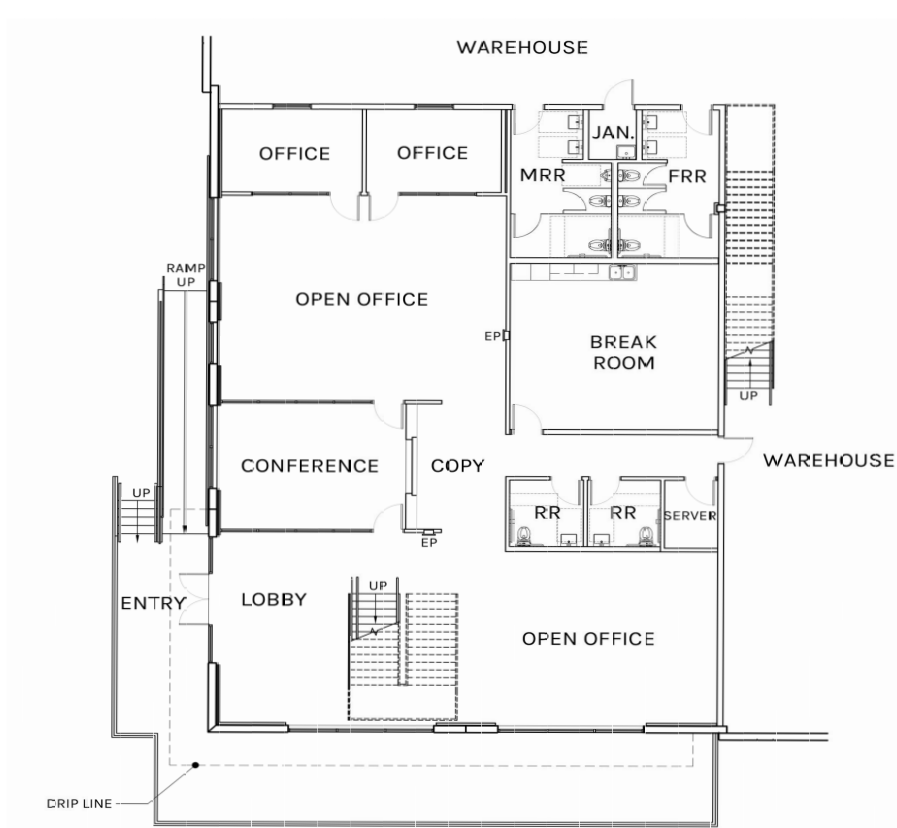 WAREHOUSE
JAN.
OFFICE
OFFICE
MRR
FRR
RAMP
UP
OPEN OFFICE
EP
BREAK
ROOM
UP
CONFERENCE
COPY
WAREHOUSE
UP
RR
RR
SERVER
EP
UP
ENTRY
LOBBY
OPEN OFFICE
DRIP LINE